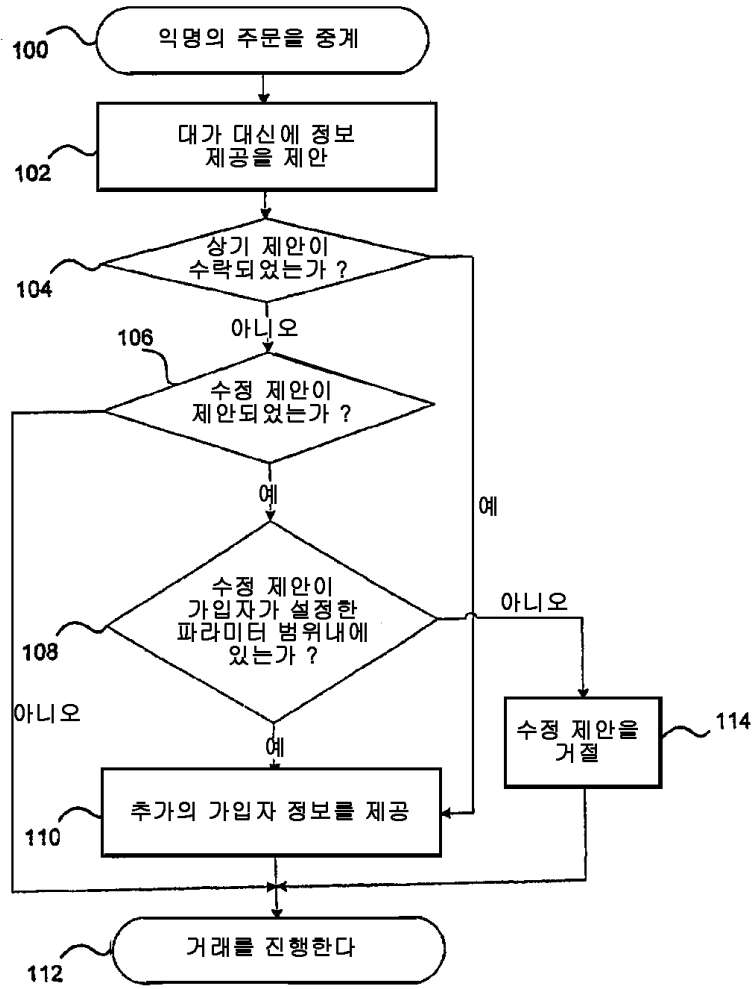 100
익명의 주문을 중계
102
대가 대신에 정보
제공을 제안
104
상기 제안이
수락되었는가 ?
아니오
106
수정 제안이
제안되었는가 ?
예
예
108
수정 제안이
가입자가 설정한
파라미터 범위내에
있는가 ?
아니오
아니오
예
수정 제안을
거절
114
110
추가의 가입자 정보를 제공
112
거래를 진행한다